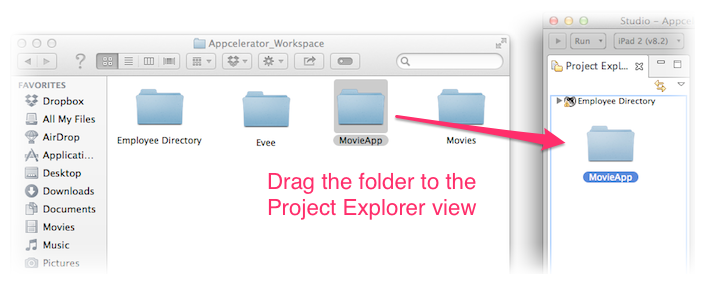 Appcelerator_Workspace
FAVORITES
Dropbox
All My Files
AirDrop
Applicati...
Desktop
Downloads
Documents
Movies
Music
Pictures
Employee Directory
Evee
MovieApp
Movies
Drag the folder to the
Project Explorer view
Studio – Appce
Run
iPad 2 (v8.2)
Project Expl...
Employee Directory
MovieApp